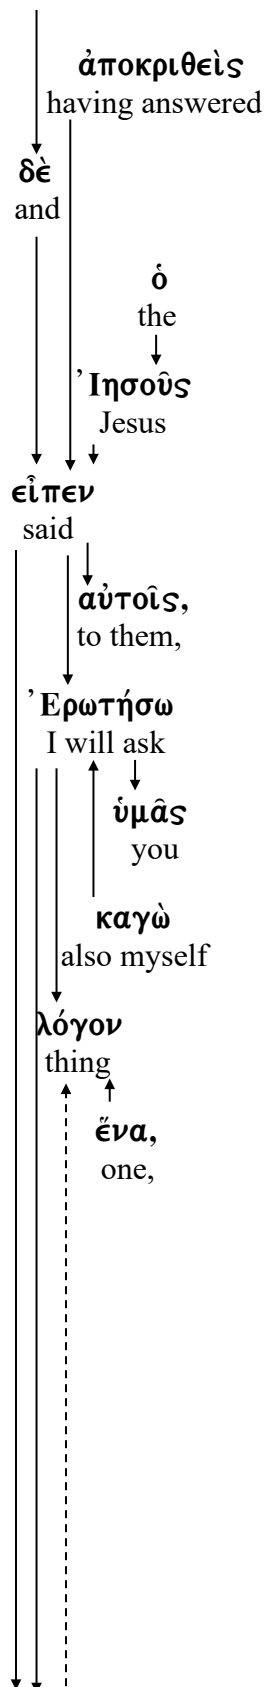 ἀποκριθεὶς
having answered
δὲ
and
ὁ
the
Ἰησοῦς
Jesus
εἶπεν
said
αὐτοῖς,
to them,
Ἐρωτήσω
I will ask
ὑμᾶς
you
καγὼ
also myself
λόγον
thing
ἕνα,
one,